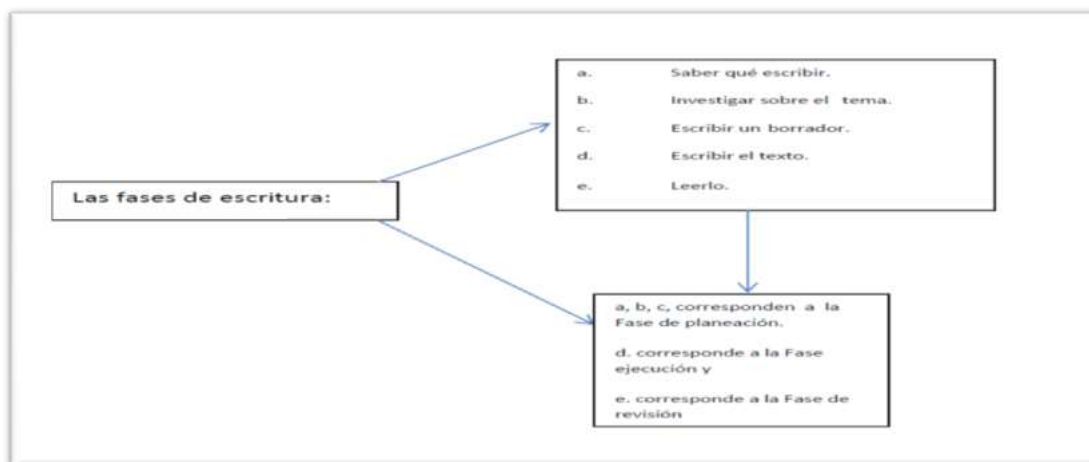 Las fases de escritura:
a. Saber qué escribir.
b. Investigar sobre el tema.
c. Escribir un borrador.
d. Escribir el texto.
e. Leerlo.
a, b, c, corresponden a la
Fase de planeación.
d. corresponde a la Fase
ejecución y
e. corresponde a la Fase de
revisión